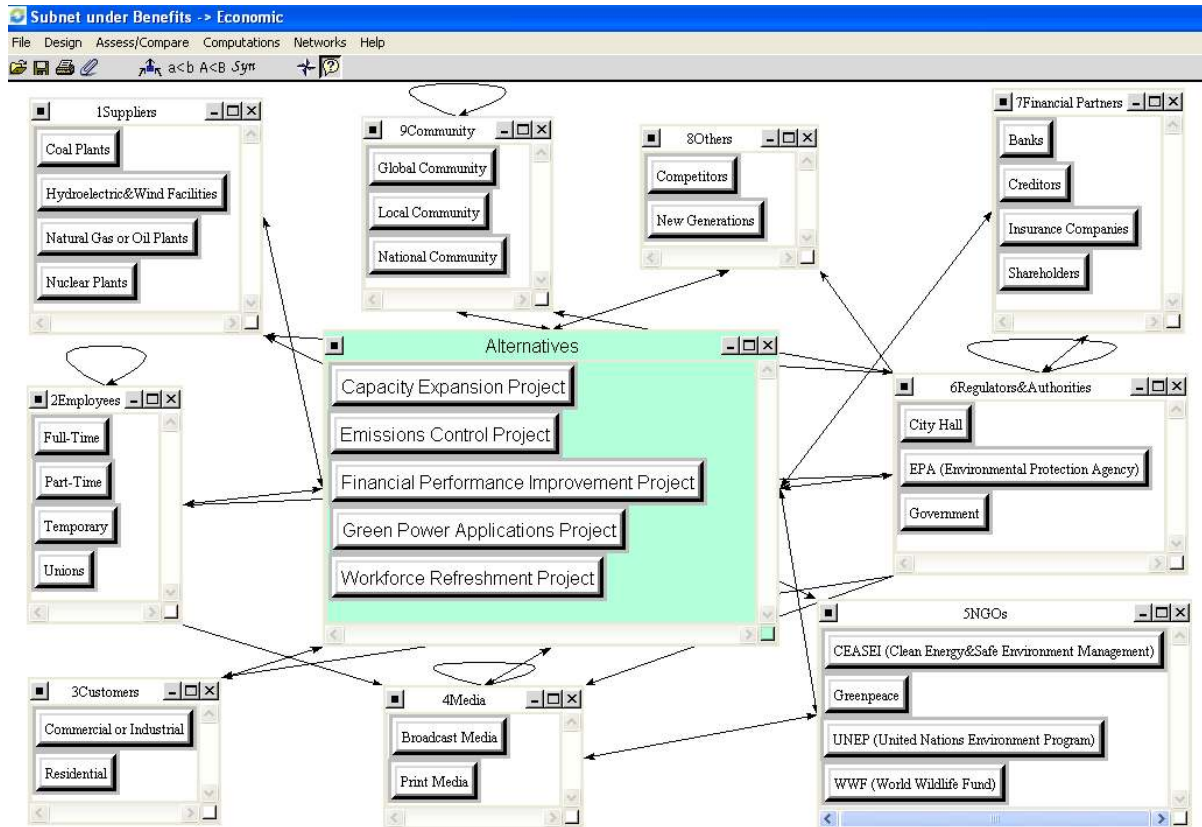 Subnet under Benefits -> Economic
File Design Assess/Compare Computations Networks Help
a<b A<B Syn
1Suppliers
Coal Plants
Hydroelectric&Wind Facilities
Natural Gas or Oil Plants
Nuclear Plants
9Community
Global Community
Local Community
National Community
8Others
Competitors
New Generations
7Financial Partners
Banks
Creditors
Insurance Companies
Shareholders
2Employees
Full-Time
Part-Time
Temporary
Unions
Alternatives
Capacity Expansion Project
Emissions Control Project
Financial Performance Improvement Project
Green Power Applications Project
Workforce Refreshment Project
6Regulators&Authorities
City Hall
EPA (Environmental Protection Agency)
Government
3Customers
Commercial or Industrial
Residential
4Media
Broadcast Media
Print Media
5NGOs
CEASEI (Clean Energy&Safe Environment Management)
Greenpeace
UNEP (United Nations Environment Program)
WWF (World Wildlife Fund)